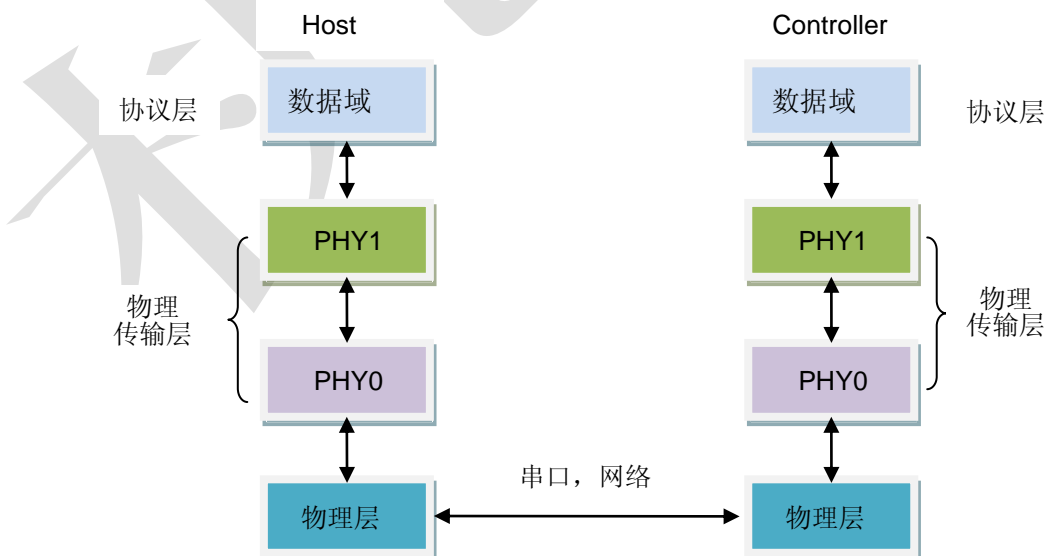 Host
Controller
协议层
数据域
数据域
协议层
PHY1
PHY1
物理
传输层
物理
传输层
PHY0
PHY0
串口，网络
物理层
物理层